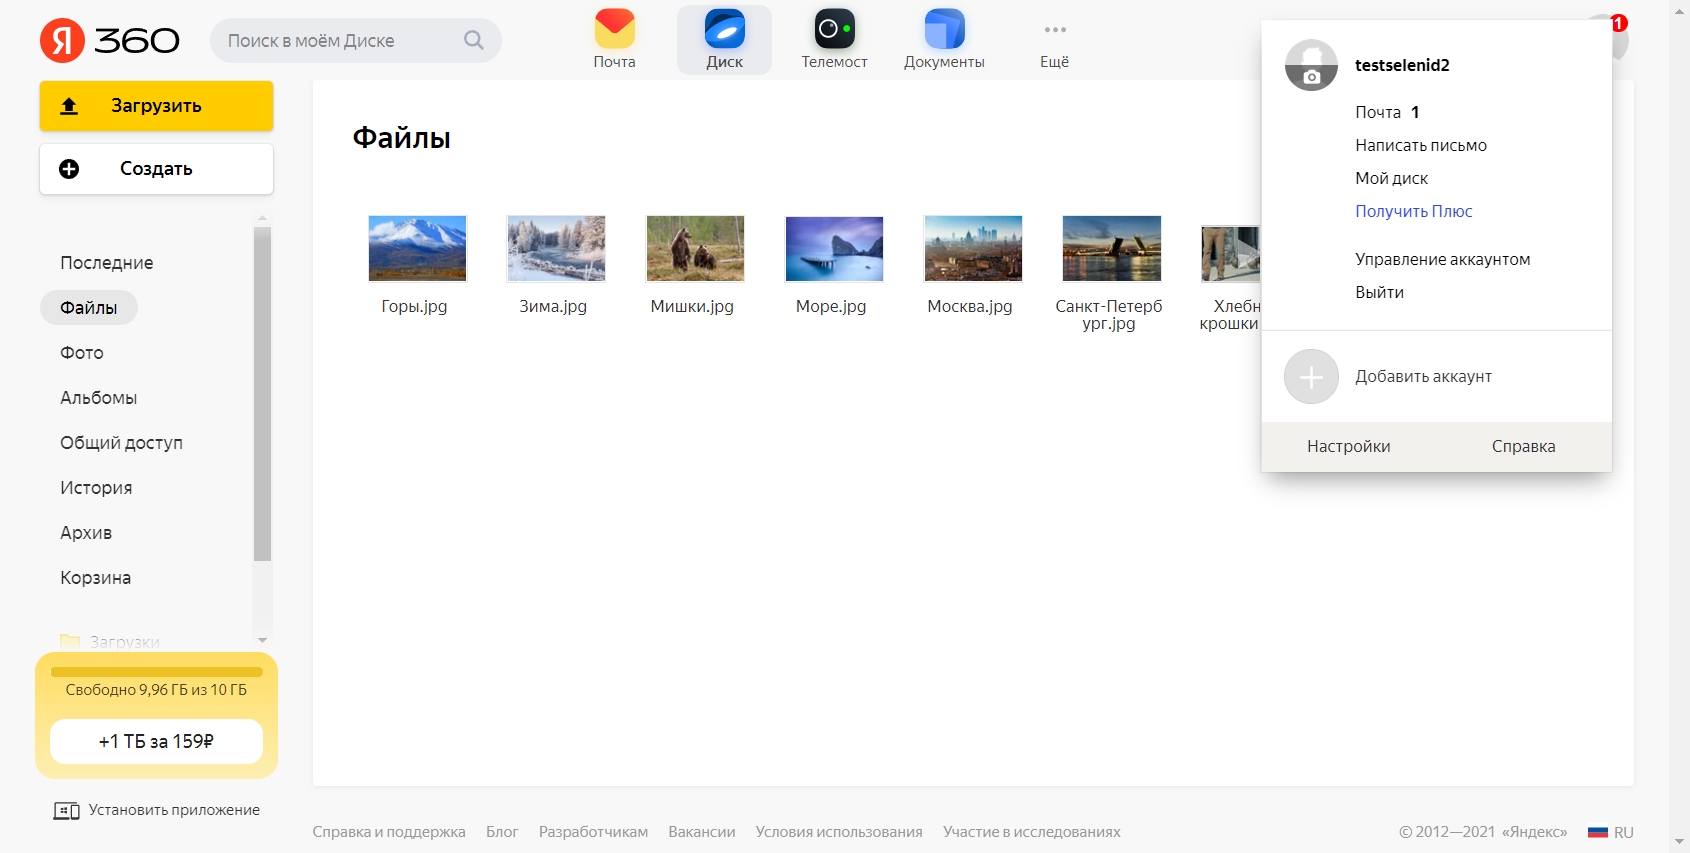 Я 360
Поиск в моём Диске
Почта
Диск
Телемост
Документы
Ещё
1
Загрузить
Создать
Последние
Файлы
Фото
Альбомы
Общий доступ
История
Архив
Корзина
Загрузки
Свободно 9,96 ГБ из 10 ГБ
+1 ТБ за 159₽
Установить приложение
Файлы
Горы.jpg
Зима.jpg
Мишки.jpg
Море.jpg
Москва.jpg
Санкт-Петерб
ург.jpg
Хлебн
крошки
testselenid2
Почта 1
Написать письмо
Мой диск
Получить Плюс
Управление аккаунтом
Выйти
Добавить аккаунт
Настройки
Справка
Справка и поддержка
Блог
Разработчикам
Вакансии
Условия использования
Участие в исследованиях
© 2012—2021 «Яндекс»
RU